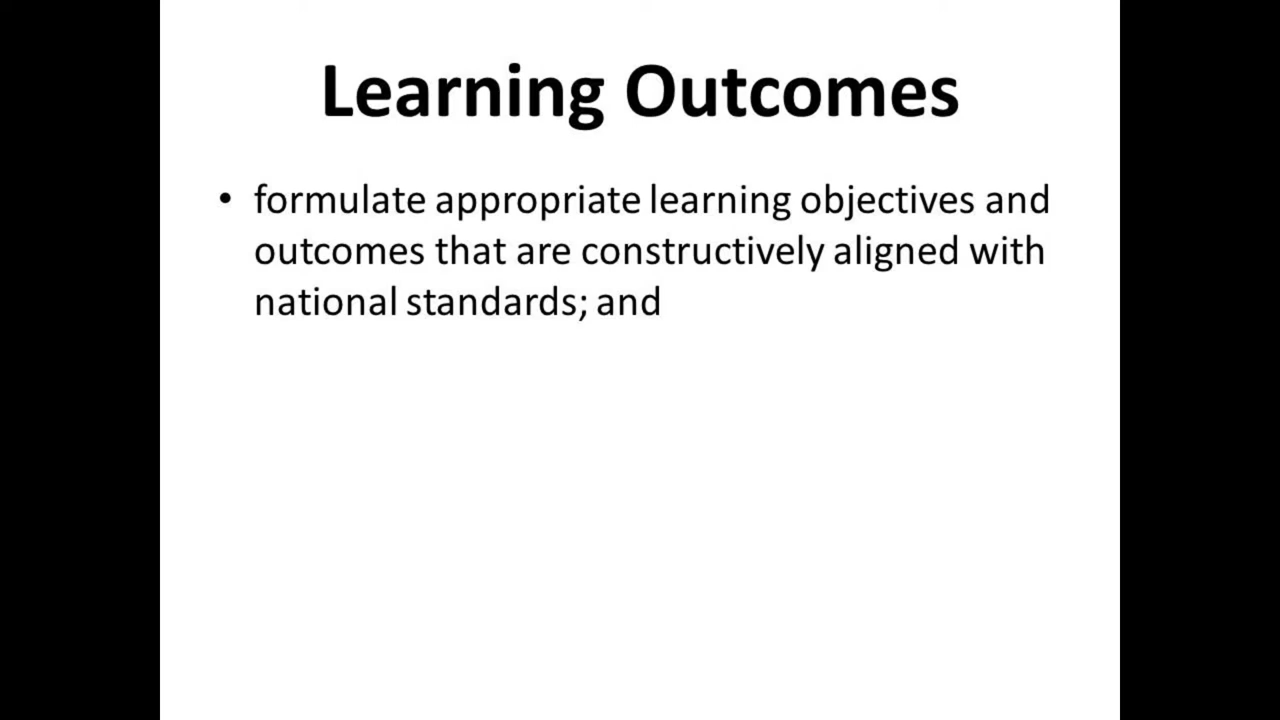 Learning Outcomes
• formulate appropriate learning objectives and
outcomes that are constructively aligned with
national standards; and